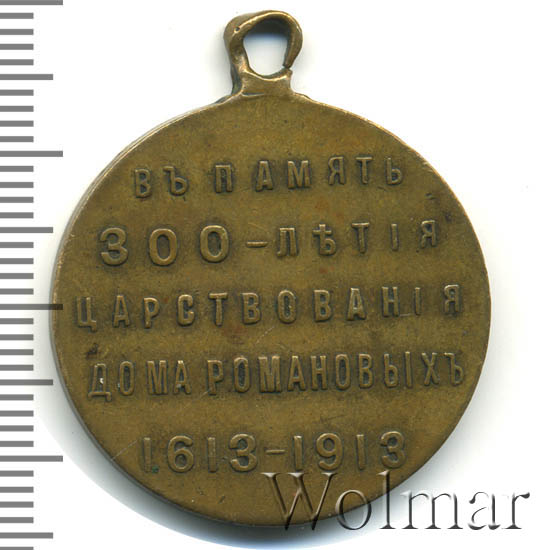 ВЪ ПАМЯТЬ
300-ЛѢТІЯ
ЦАРСТВОВАНІЯ
ДОМА РОМАНОВЫХЪ
1613-1913
Wolmar